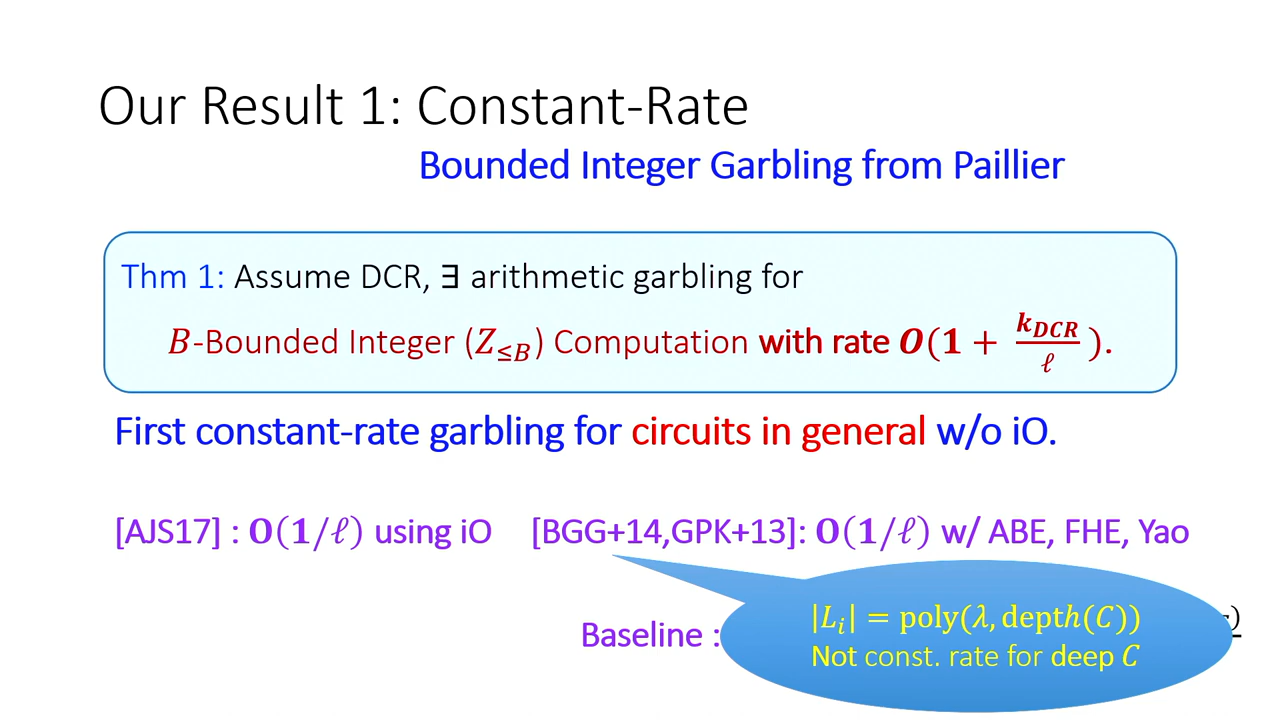 Our Result 1: Constant-Rate
Bounded Integer Garbling from Paillier
Thm 1: Assume DCR, ∃ arithmetic garbling for
B-Bounded Integer (Z≤B) Computation with rate O(1 + k_DCR/ℓ).
First constant-rate garbling for circuits in general w/o iO.
[AJS17] : O(1/ℓ) using iO [BGG+14,GPK+13]: O(1/ℓ) w/ ABE, FHE, Yao
|L_i| = poly(λ, depth(C))
Baseline :
Not const. rate for deep C